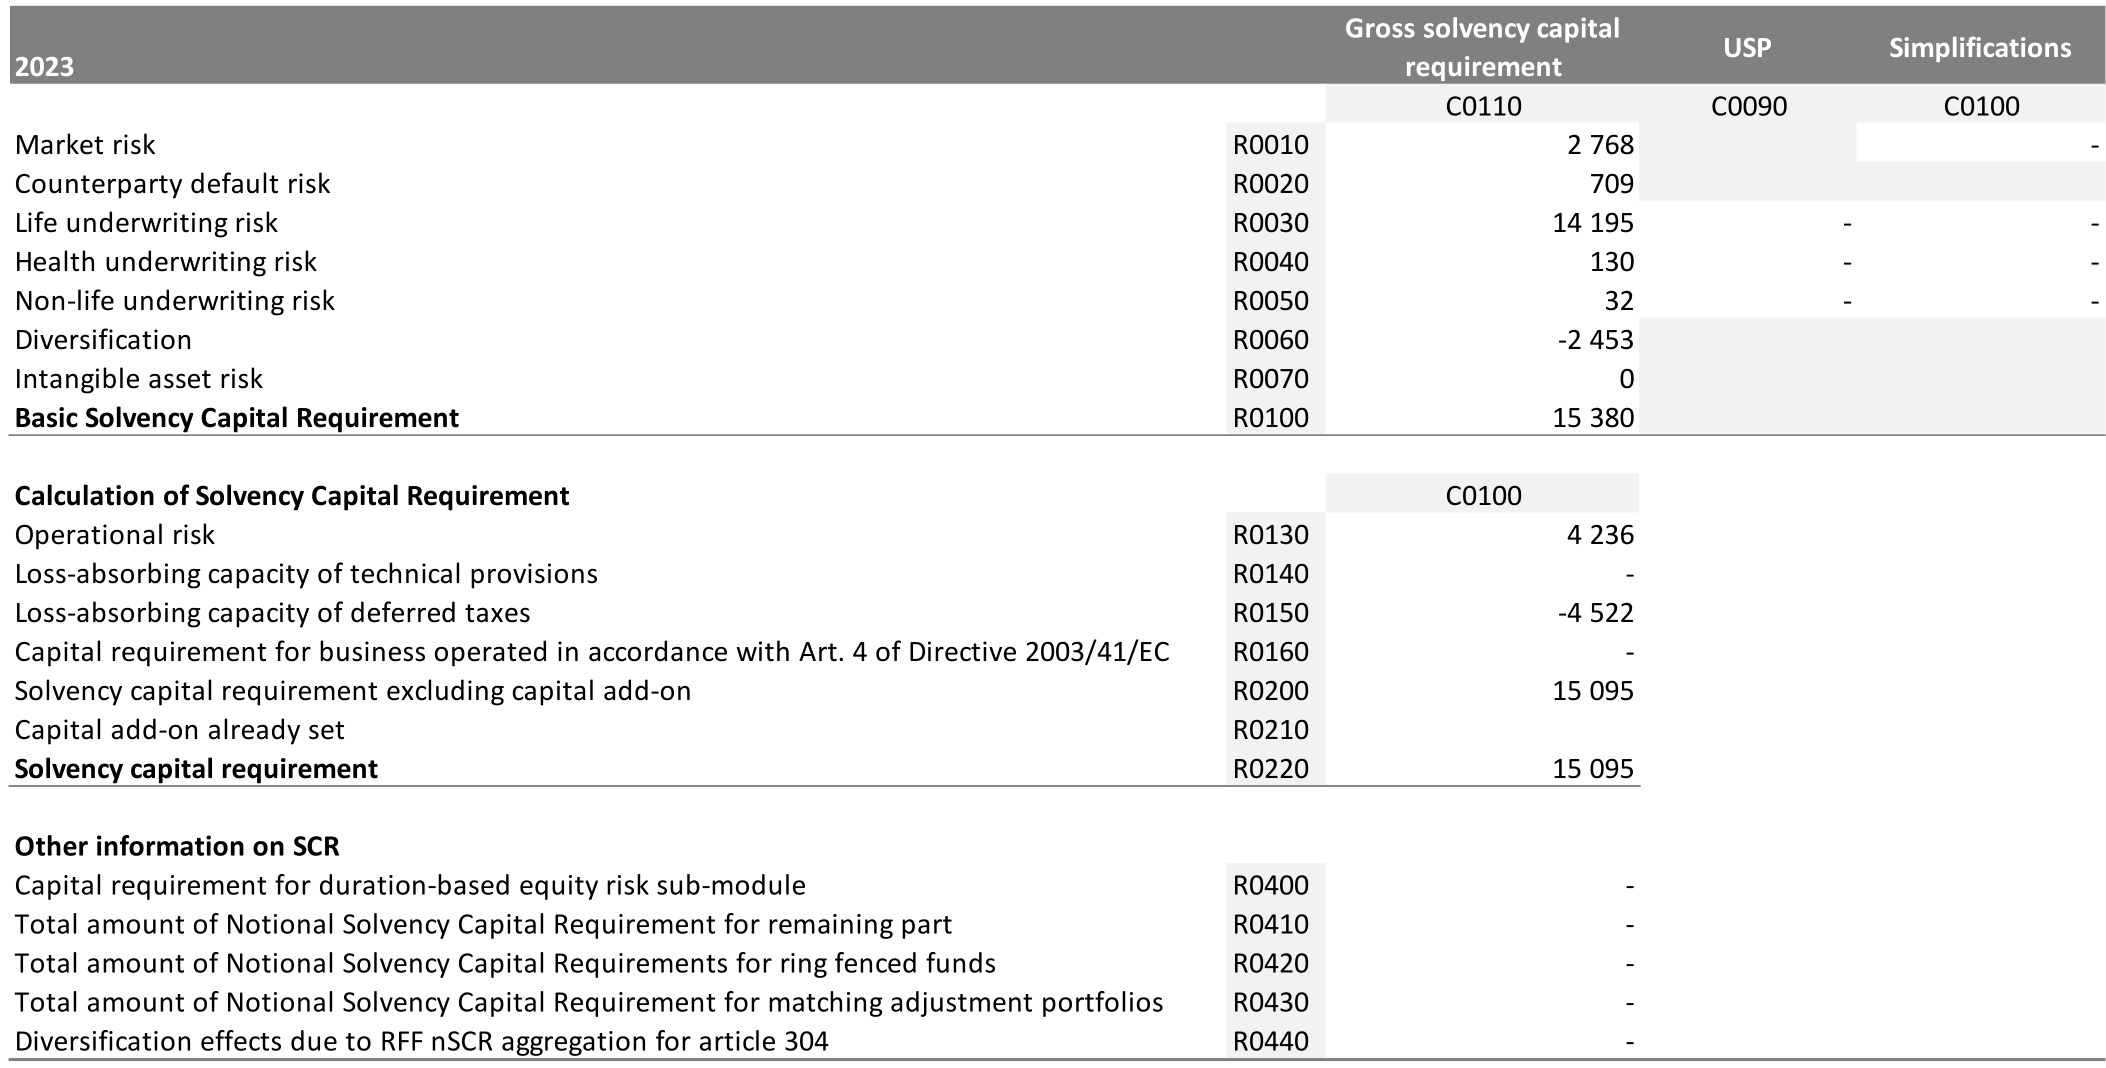 2023 Gross solvency capital requirement USP Simplifications
C0110 C0090 C0100
Market risk R0010 2 768 -
Counterparty default risk R0020 709
Life underwriting risk R0030 14 195 - -
Health underwriting risk R0040 130 - -
Non-life underwriting risk R0050 32 - -
Diversification R0060 -2 453
Intangible asset risk R0070 0
Basic Solvency Capital Requirement R0100 15 380
Calculation of Solvency Capital Requirement C0100
Operational risk R0130 4 236
Loss-absorbing capacity of technical provisions R0140 -
Loss-absorbing capacity of deferred taxes R0150 -4 522
Capital requirement for business operated in accordance with Art. 4 of Directive 2003/41/EC R0160 -
Solvency capital requirement excluding capital add-on R0200 15 095
Capital add-on already set R0210
Solvency capital requirement R0220 15 095
Other information on SCR
Capital requirement for duration-based equity risk sub-module R0400 -
Total amount of Notional Solvency Capital Requirement for remaining part R0410 -
Total amount of Notional Solvency Capital Requirements for ring fenced funds R0420 -
Total amount of Notional Solvency Capital Requirement for matching adjustment portfolios R0430 -
Diversification effects due to RFF nSCR aggregation for article 304 R0440 -